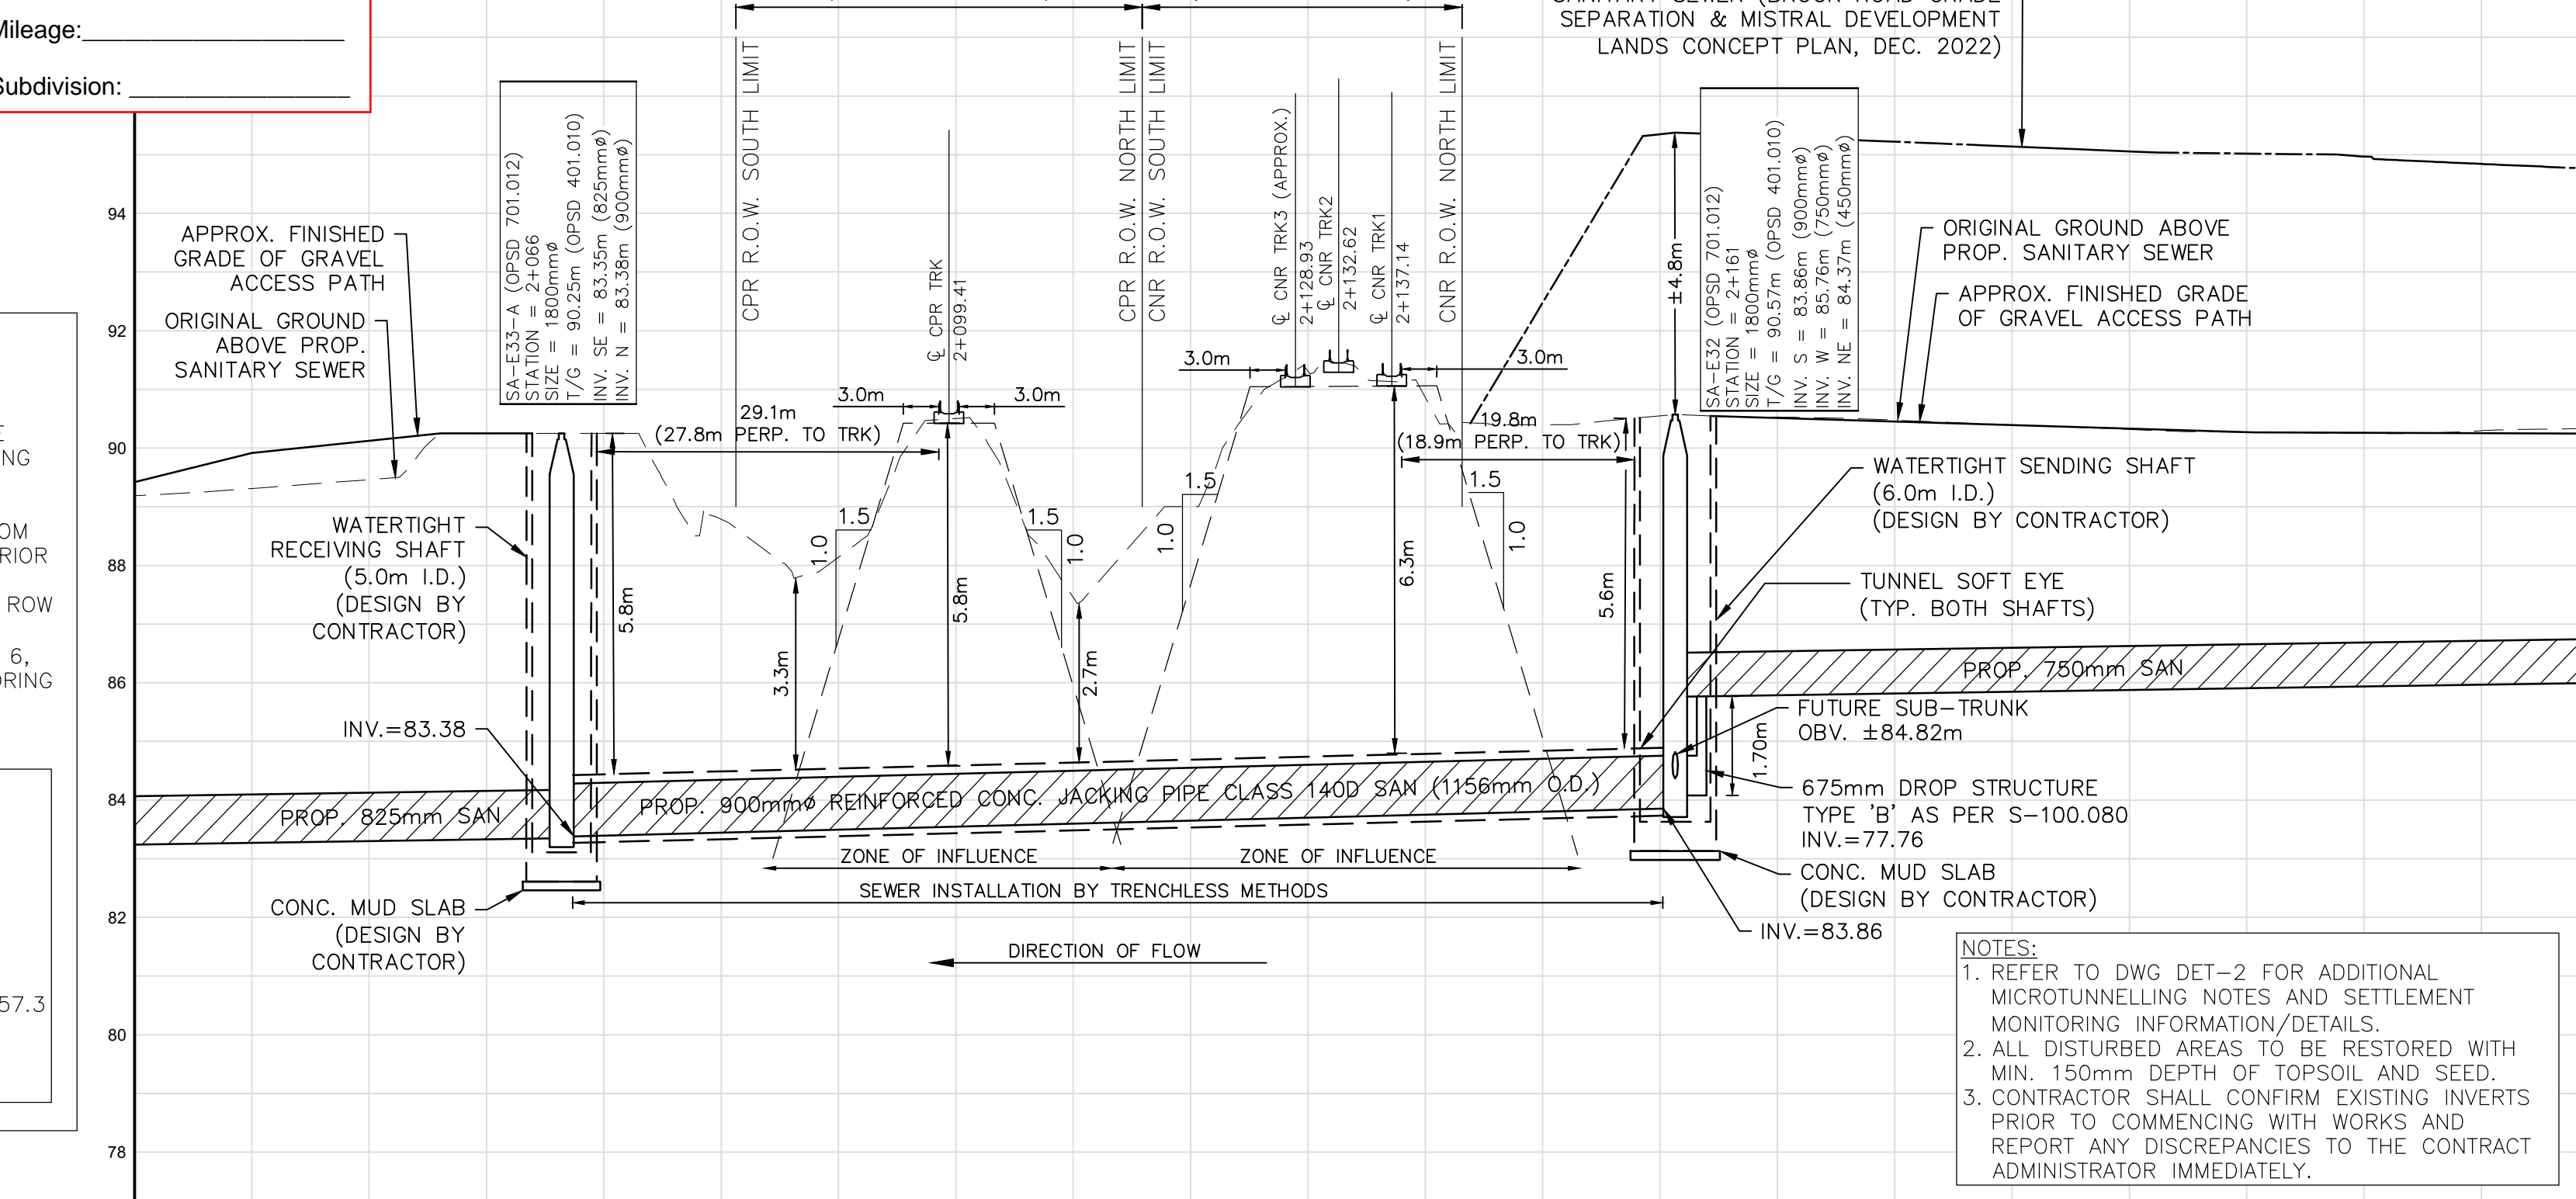 Mileage:
Subdivision:
SEPARATION & MISTRAL DEVELOPMENT
LANDS CONCEPT PLAN, DEC. 2022)
SA-E33-A (OPSD 701.012)
STATION = 2+066
SIZE = 1800mmø
T/G = 90.25m (OPSD 401.010)
INV. SE = 83.35m (825mmø)
INV. N = 83.38m (900mmø)
CPR R.O.W. SOUTH LIMIT
℄ CPR TRK
2+099.41
CPR R.O.W. NORTH LIMIT
CNR R.O.W. SOUTH LIMIT
℄ CNR TRK3 (APPROX.)
2+128.93
℄ CNR TRK2
2+132.62
℄ CNR TRK1
2+137.14
CNR R.O.W. NORTH LIMIT
±4.8m
SA-E32 (OPSD 701.012)
STATION = 2+161
SIZE = 1800mmø
T/G = 90.57m (OPSD 401.010)
INV. S = 83.86m (900mmø)
INV. W = 85.76m (750mmø)
INV. NE = 84.37m (450mmø)
94
92
90
88
86
84
82
80
78
APPROX. FINISHED
GRADE OF GRAVEL
ACCESS PATH
ORIGINAL GROUND
ABOVE PROP.
SANITARY SEWER
ORIGINAL GROUND ABOVE
PROP. SANITARY SEWER
APPROX. FINISHED GRADE
OF GRAVEL ACCESS PATH
3.0m
3.0m
3.0m
3.0m
29.1m
(27.8m PERP. TO TRK)
19.8m
(18.9m PERP. TO TRK)
WATERTIGHT
RECEIVING SHAFT
(5.0m I.D.)
(DESIGN BY
CONTRACTOR)
WATERTIGHT SENDING SHAFT
(6.0m I.D.)
(DESIGN BY CONTRACTOR)
TUNNEL SOFT EYE
(TYP. BOTH SHAFTS)
1.5
1.0
1.5
1.0
1.5
1.0
1.5
1.0
5.8m
3.3m
5.8m
2.7m
6.3m
5.6m
ROW
6,
57.3
INV.=83.38
PROP. 825mm SAN
PROP. 900mmø REINFORCED CONC. JACKING PIPE CLASS 140D SAN (1156mm O.D.)
PROP. 750mm SAN
FUTURE SUB-TRUNK
OBV. ±84.82m
1.70m
675mm DROP STRUCTURE
TYPE 'B' AS PER S-100.080
INV.=77.76
ZONE OF INFLUENCE
ZONE OF INFLUENCE
SEWER INSTALLATION BY TRENCHLESS METHODS
CONC. MUD SLAB
(DESIGN BY
CONTRACTOR)
CONC. MUD SLAB
(DESIGN BY CONTRACTOR)
INV.=83.86
DIRECTION OF FLOW
NOTES:
1. REFER TO DWG DET-2 FOR ADDITIONAL
MICROTUNNELLING NOTES AND SETTLEMENT
MONITORING INFORMATION/DETAILS.
2. ALL DISTURBED AREAS TO BE RESTORED WITH
MIN. 150mm DEPTH OF TOPSOIL AND SEED.
3. CONTRACTOR SHALL CONFIRM EXISTING INVERTS
PRIOR TO COMMENCING WITH WORKS AND
REPORT ANY DISCREPANCIES TO THE CONTRACT
ADMINISTRATOR IMMEDIATELY.